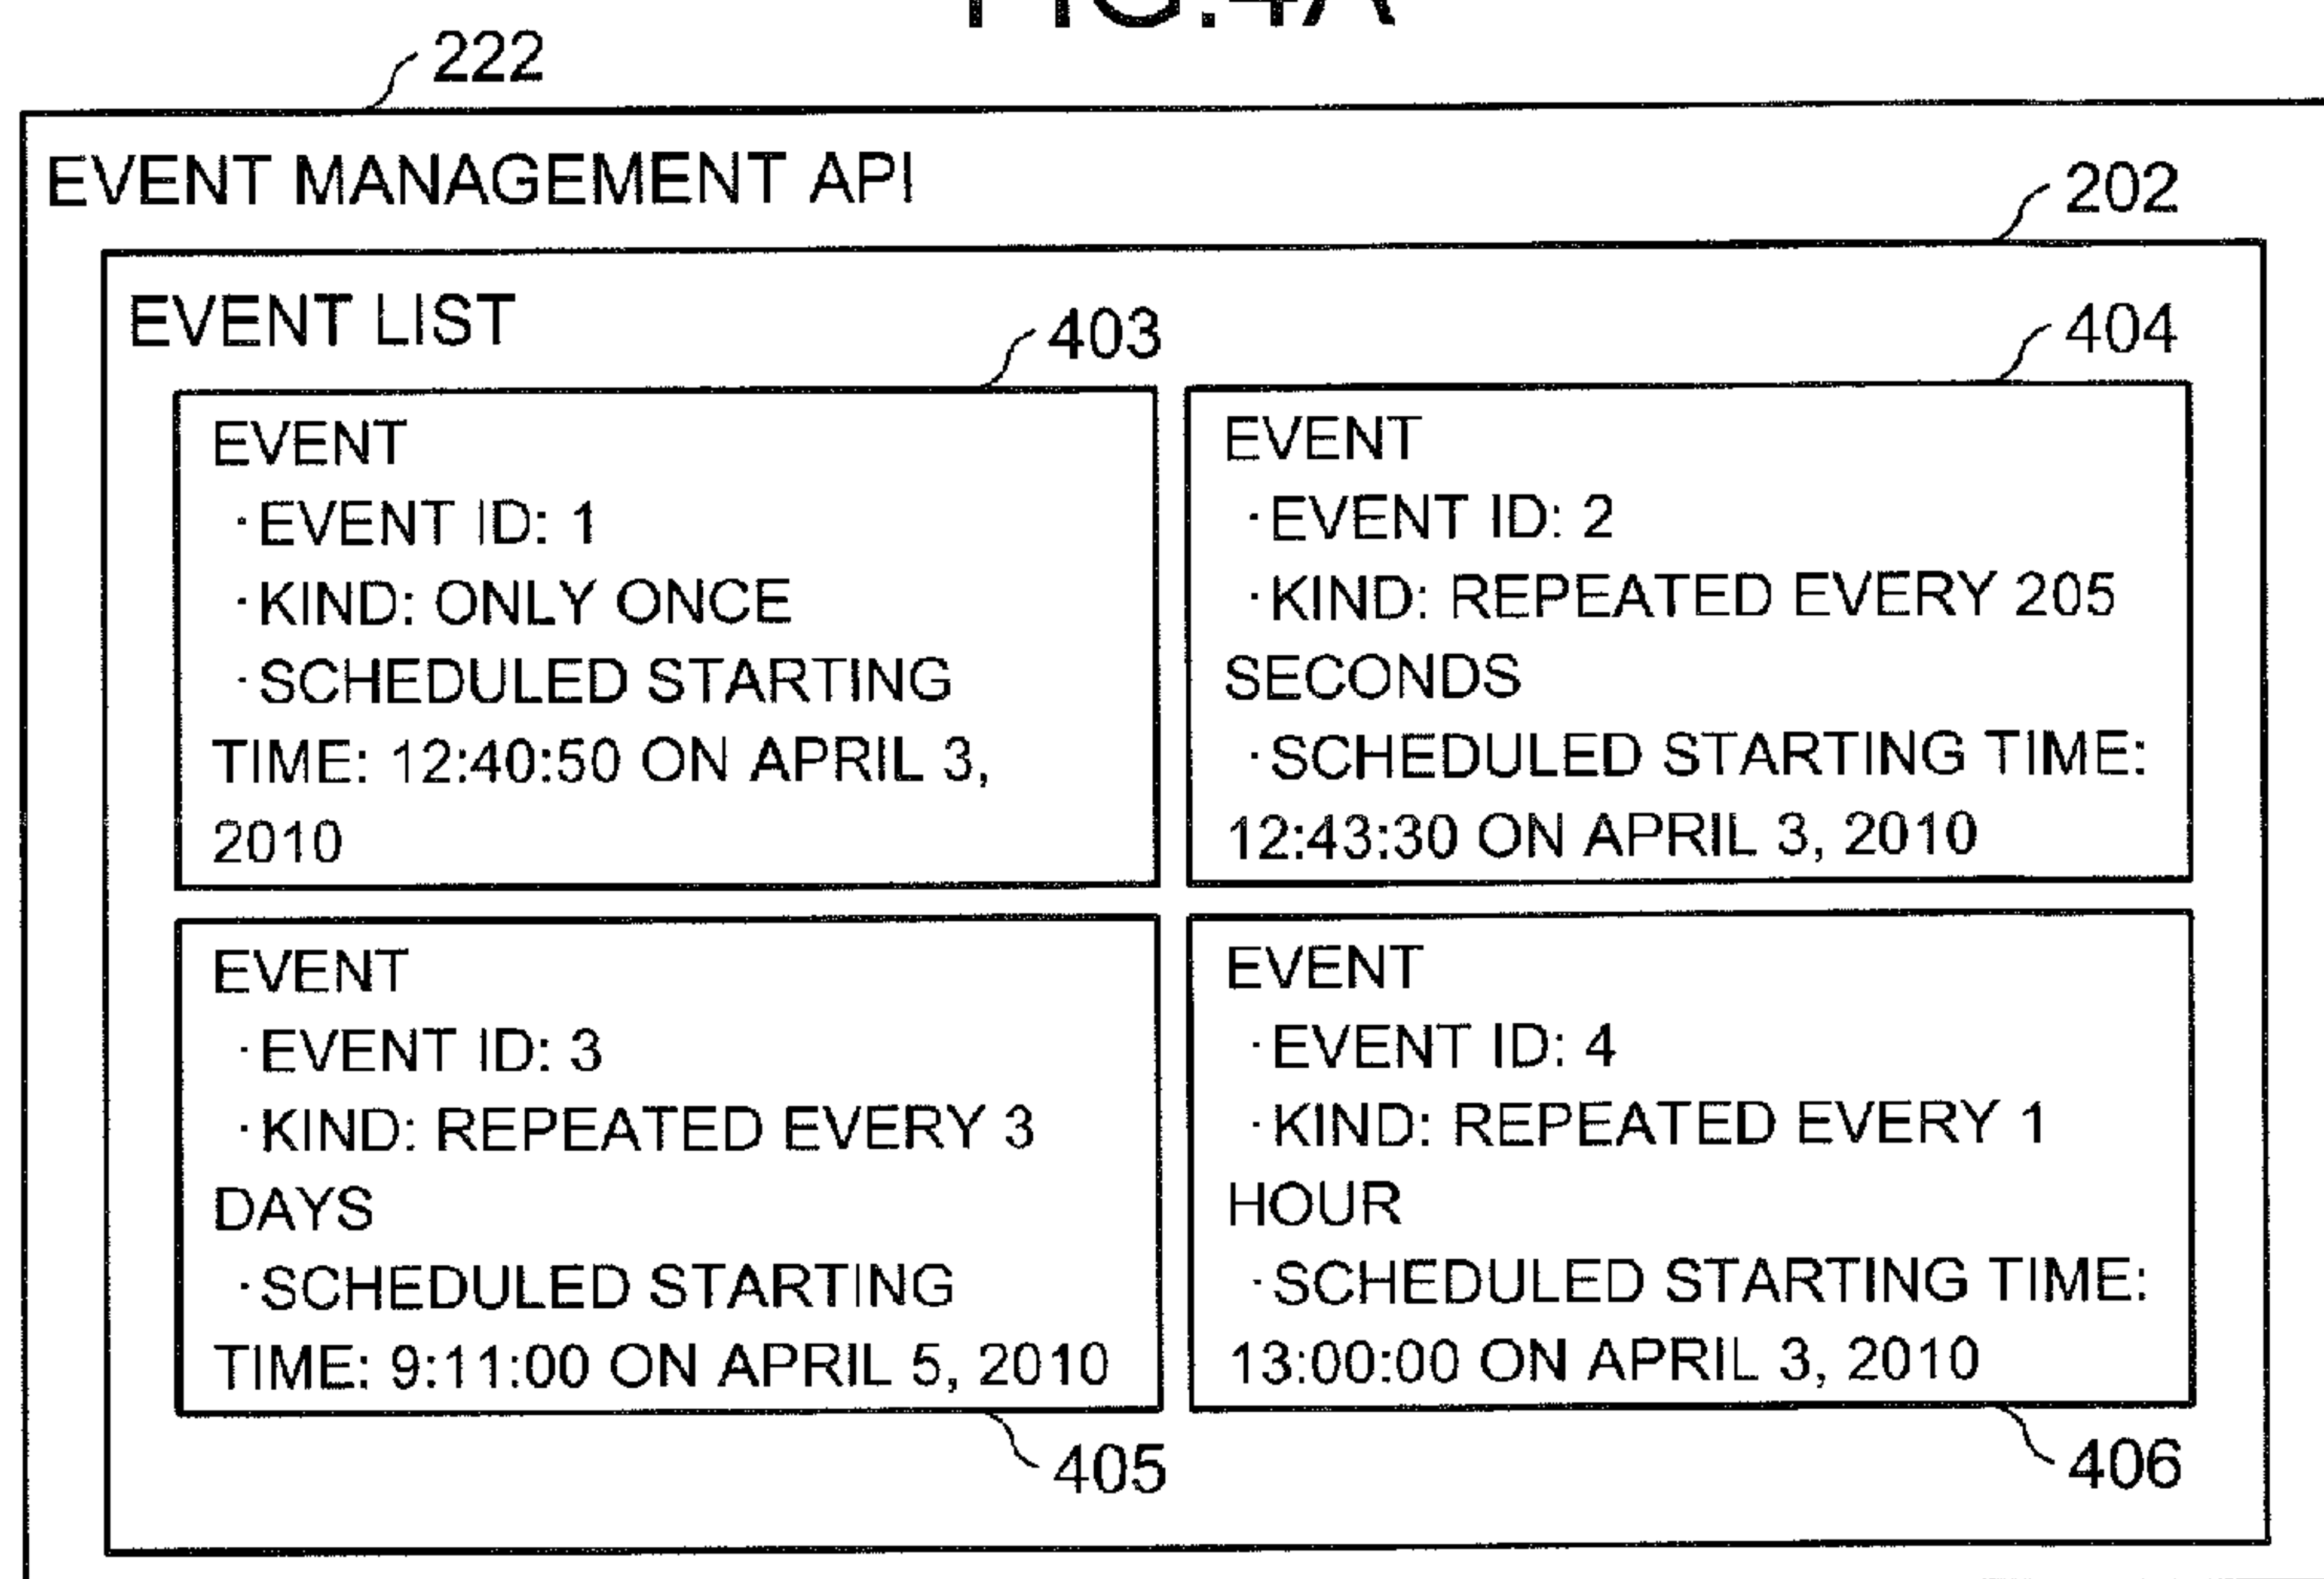 FIG.4A
222
EVENT MANAGEMENT API
202
EVENT LIST
403
404
EVENT
·EVENT ID: 1
·KIND: ONLY ONCE
·SCHEDULED STARTING
TIME: 12:40:50 ON APRIL 3,
2010
EVENT
·EVENT ID: 2
·KIND: REPEATED EVERY 205
SECONDS
·SCHEDULED STARTING TIME:
12:43:30 ON APRIL 3, 2010
EVENT
·EVENT ID: 3
·KIND: REPEATED EVERY 3
DAYS
·SCHEDULED STARTING
TIME: 9:11:00 ON APRIL 5, 2010
EVENT
·EVENT ID: 4
·KIND: REPEATED EVERY 1
HOUR
·SCHEDULED STARTING TIME:
13:00:00 ON APRIL 3, 2010
405
406